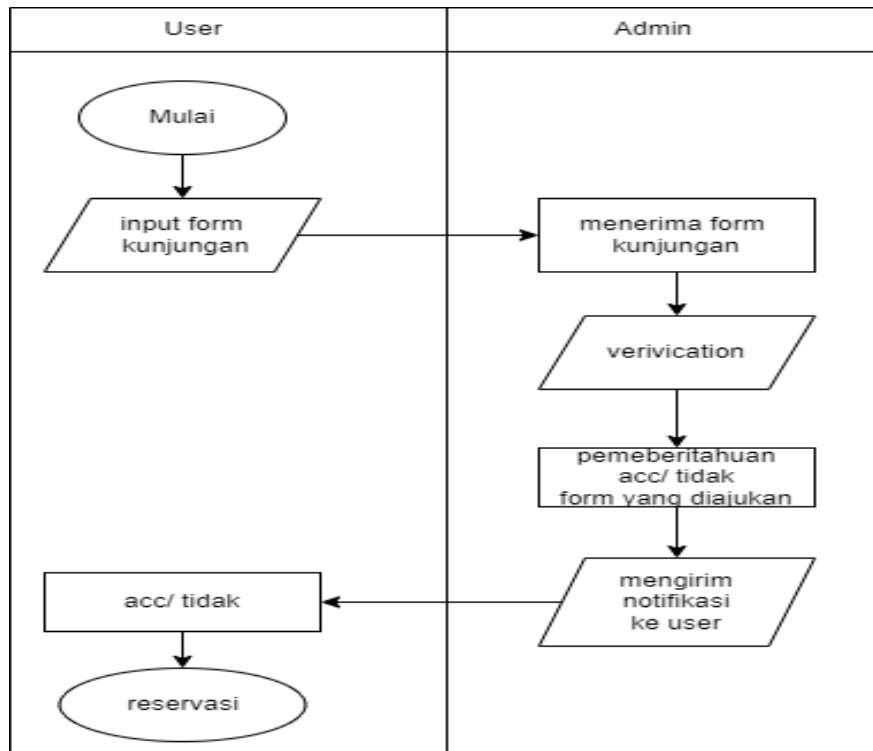 User
Admin
Mulai
input form
kunjungan
menerima form
kunjungan
verivication
pemeberitahuan
acc/ tidak
form yang diajukan
mengirim
notifikasi
ke user
acc/ tidak
reservasi